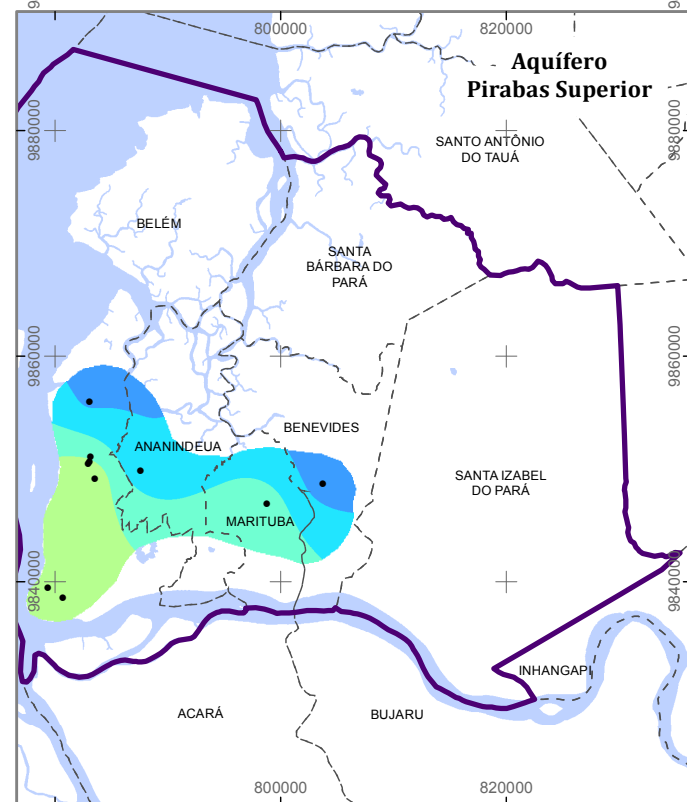 800000
820000
Aquífero
Pirabas Superior
9880000
9880000
SANTO ANTÔNIO
DO TAUÁ
BELÉM
SANTA
BÁRBARA DO
PARÁ
9860000
9860000
BENEVIDES
ANANINDEUA
SANTA IZABEL
DO PARÁ
MARITUBA
9840000
9840000
INHANGAPI
ACARÁ
BUJARU
800000
820000